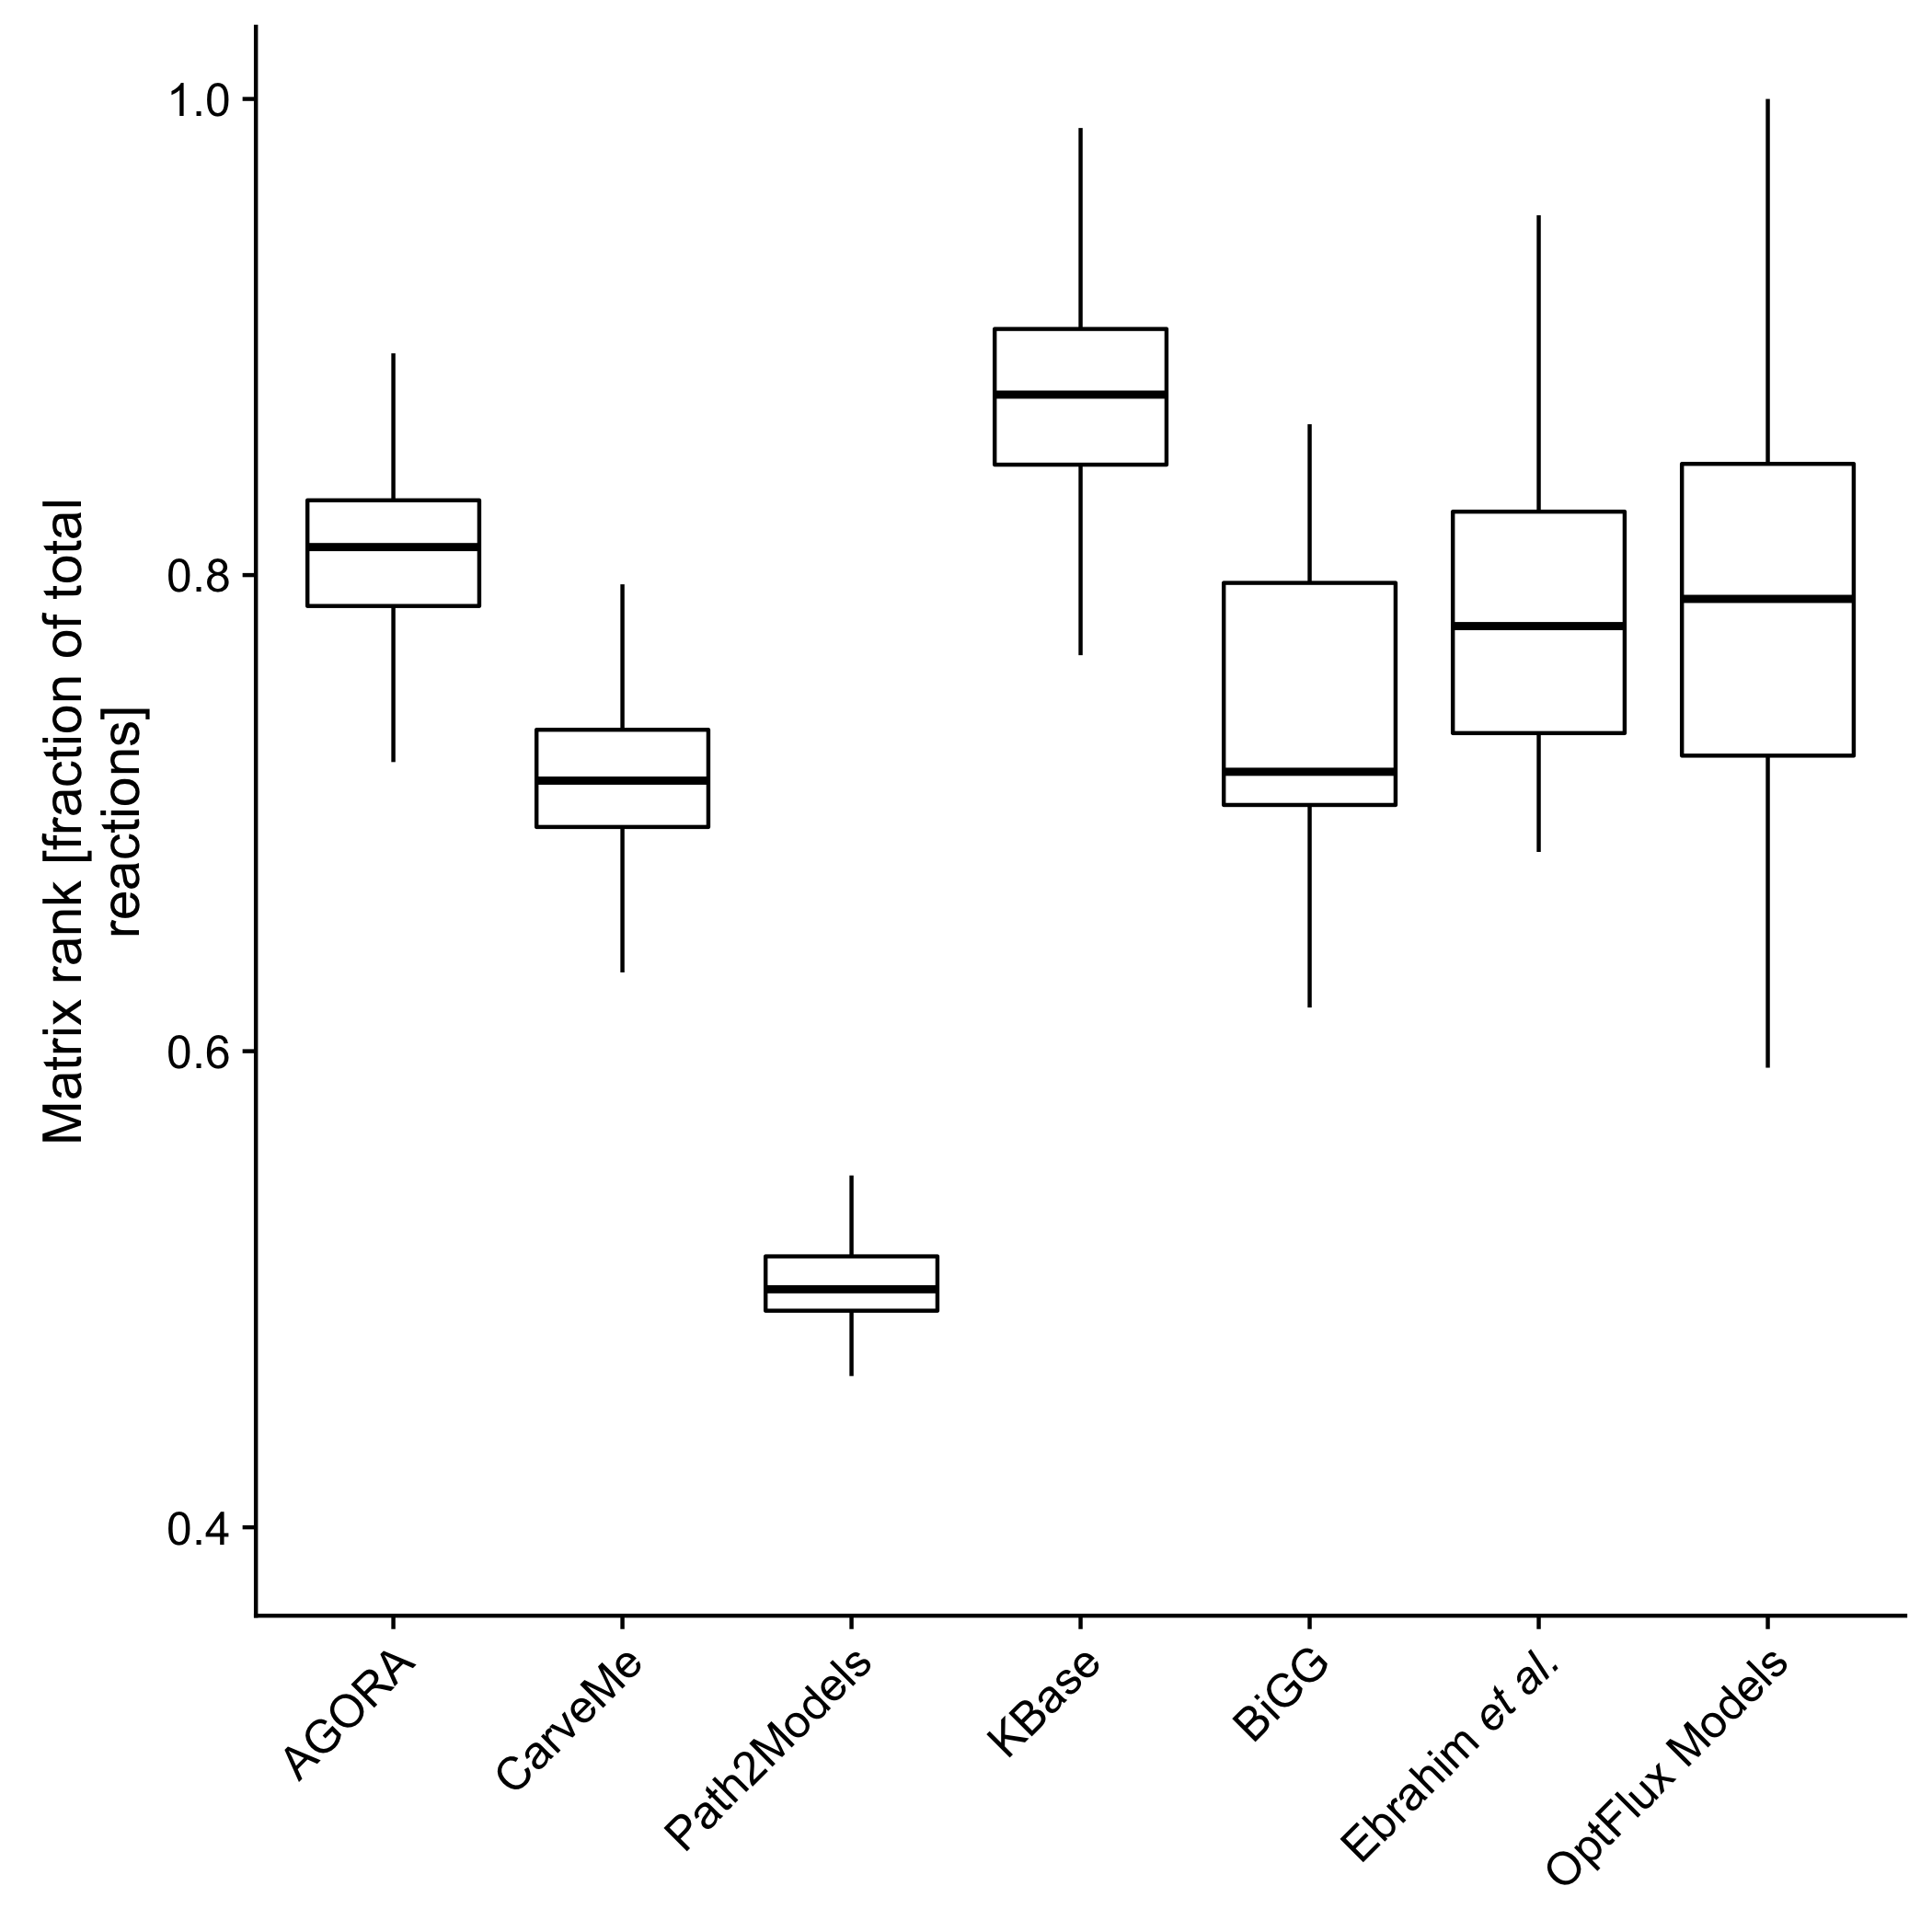 Matrix rank [fraction of total
reactions]
1.0
0.8
0.6
0.4
AGORA
CarveMe
Path2Models
KBase
BiGG
Ebrahim et al.
OptFlux Models